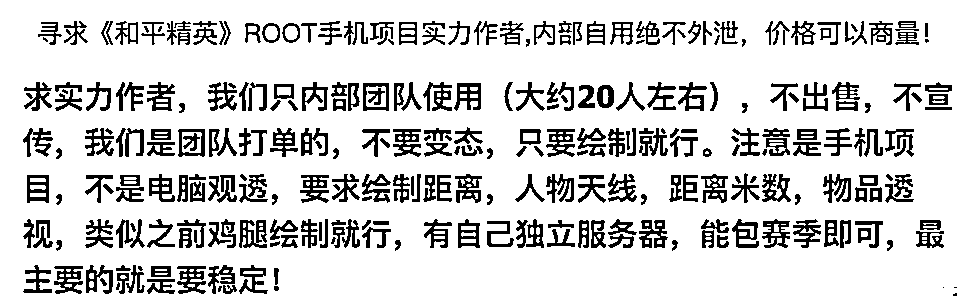 寻求《和平精英》ROOT手机项目实力作者,内部自用绝不外泄，价格可以商量！
求实力作者，我们只内部团队使用（大约20人左右），不出售，不宣
传，我们是团队打单的，不要变态，只要绘制就行。注意是手机项
目，不是电脑观透，要求绘制距离，人物天线，距离米数，物品透
视，类似之前鸡腿绘制就行，有自己独立服务器，能包赛季即可，最
主要的就是要稳定！